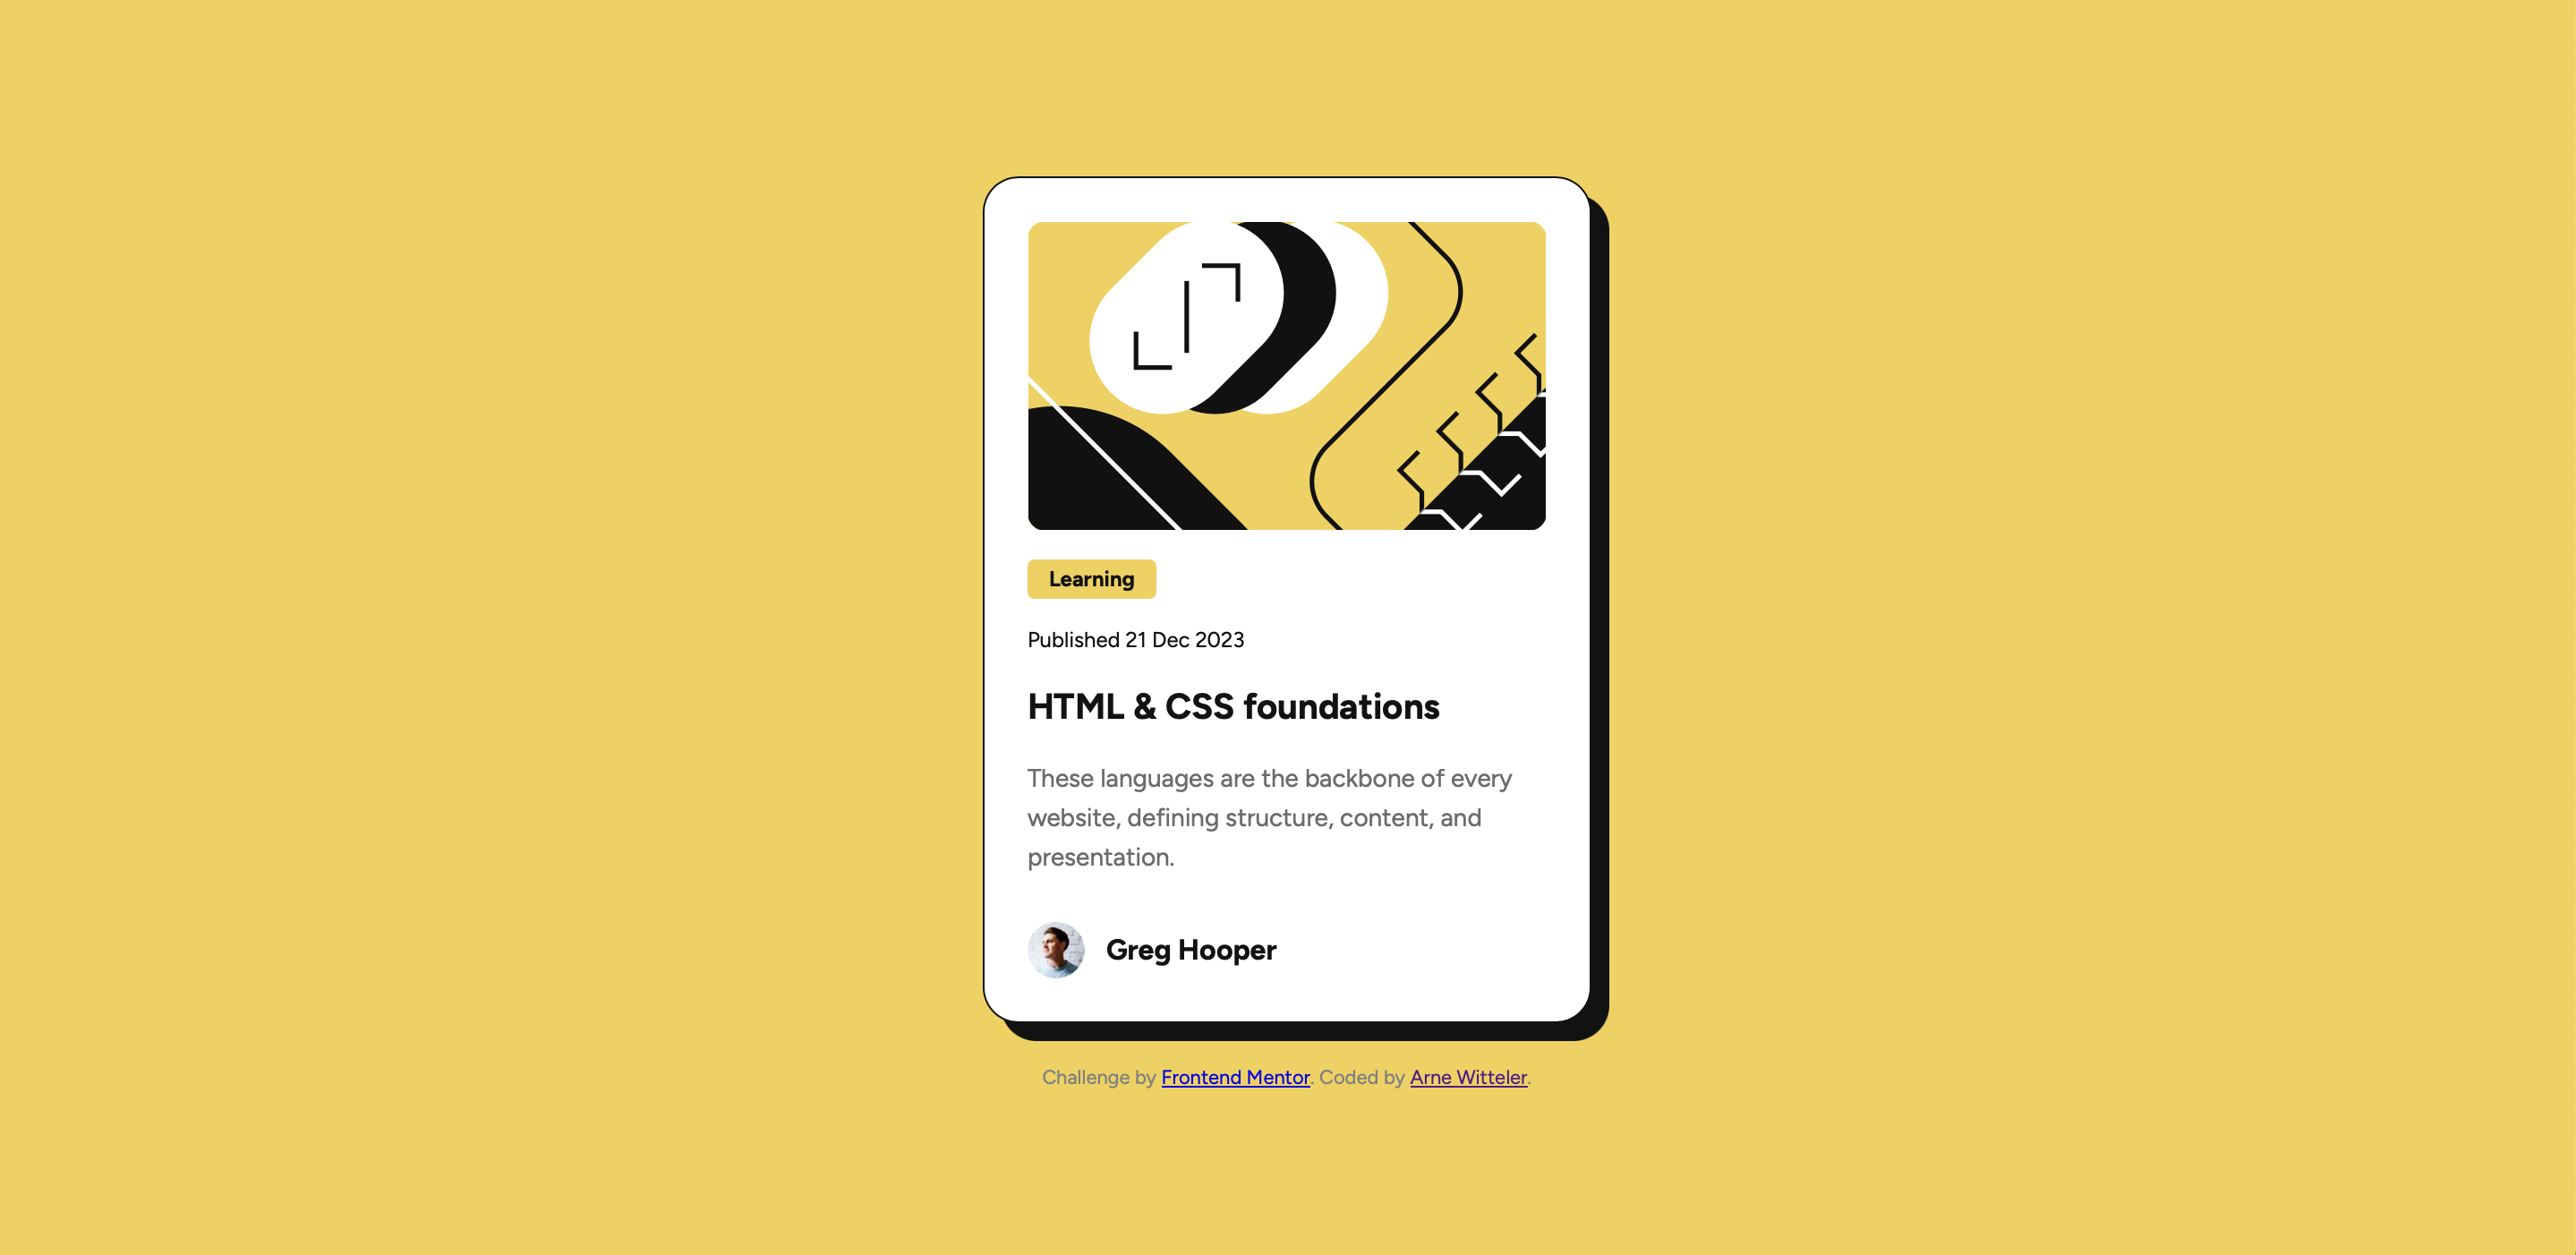 Learning
Published 21 Dec 2023
HTML & CSS foundations
These languages are the backbone of every
website, defining structure, content, and
presentation.
Greg Hooper
Challenge by Frontend Mentor. Coded by Arne Witteler.